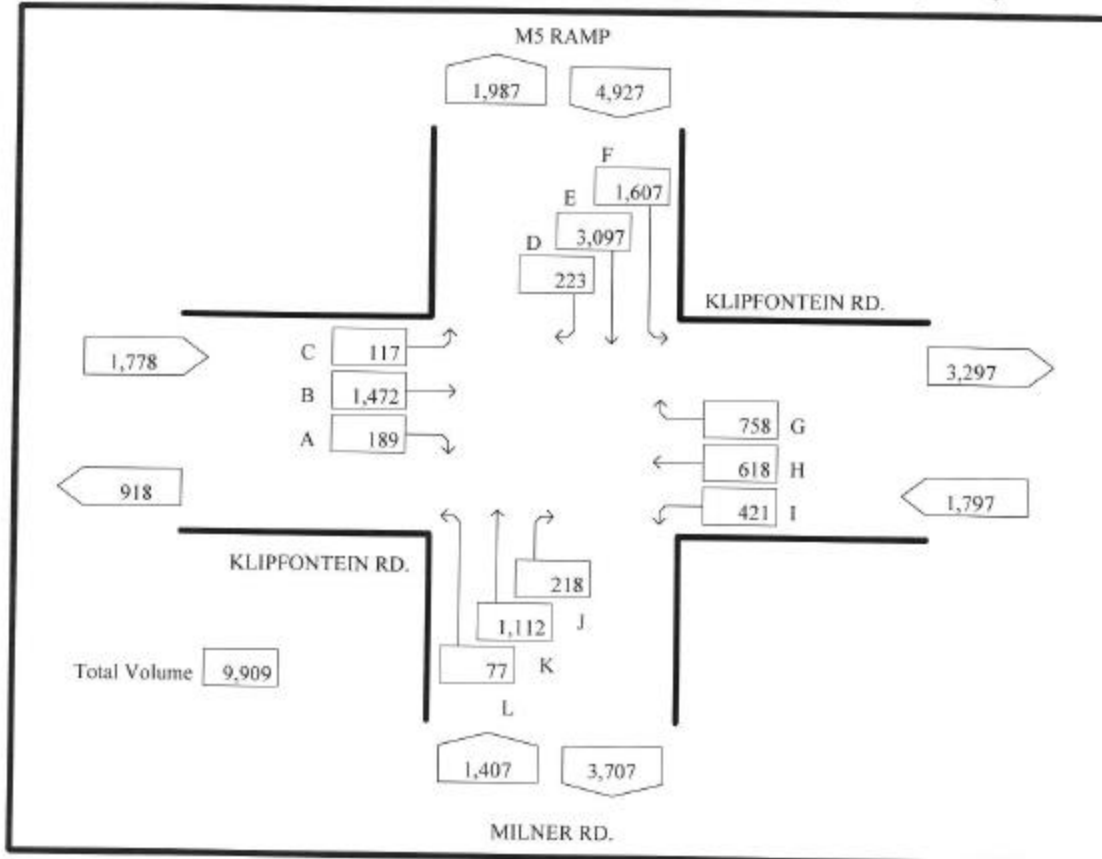 M5 RAMP
1,987
4,927
F
1,607
E
3,097
D
223
KLIPFONTEIN RD.
1,778
C
117
3,297
B
1,472
758
G
A
189
618
H
918
421
I
1,797
KLIPFONTEIN RD.
218
J
1,112
K
Total Volume
9,909
77
L
1,407
3,707
MILNER RD.